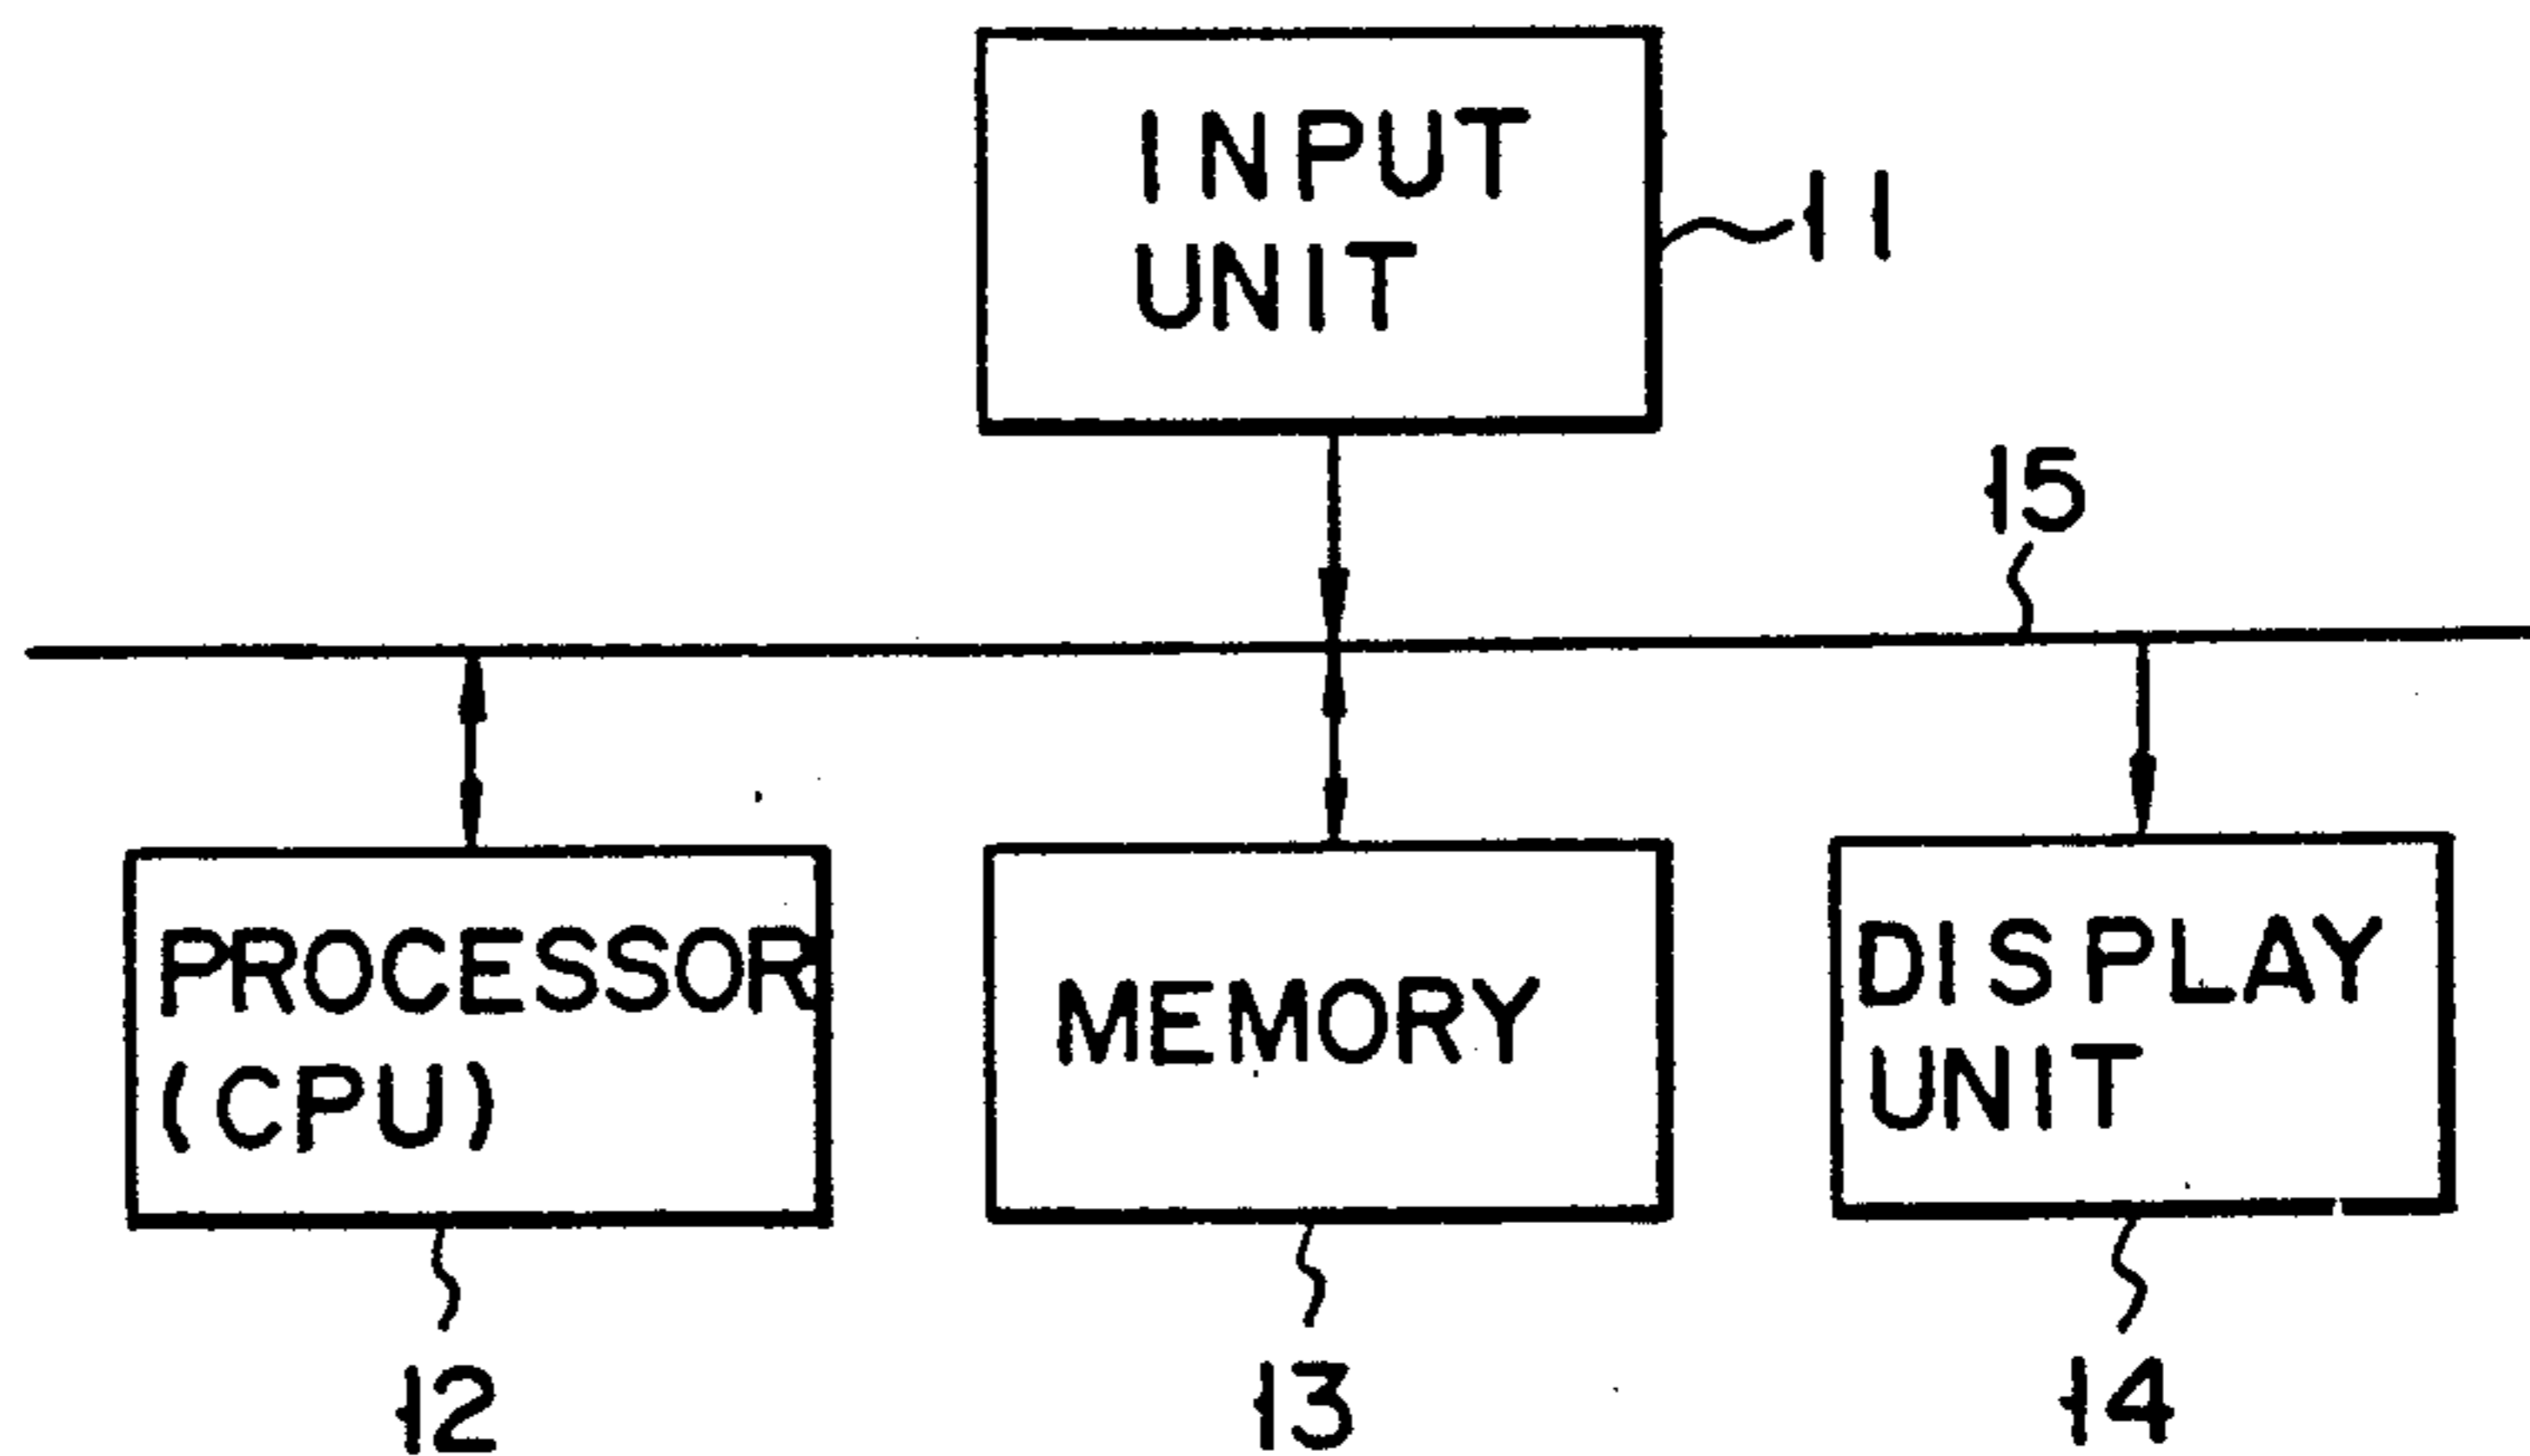 INPUT
UNIT
11
15
PROCESSOR
(CPU)
MEMORY
DISPLAY
UNIT
12
13
14